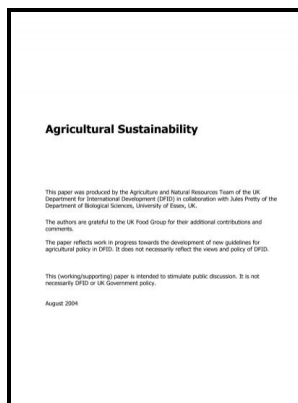 Agricultural Sustainability
This paper was produced by the Agriculture and Natural Resources Team of the UK
Department for International Development (DFID) in collaboration with Jules Pretty of the
Department of Biological Sciences, University of Essex, UK.
The authors are grateful to the UK Food Group for their additional contributions and
comments.
The paper reflects work in progress towards the development of new guidelines for
agricultural policy in DFID. It does not necessarily reflect the views and policy of DFID.
This (working/supporting) paper is intended to stimulate public discussion. It is not
necessarily DFID or UK Government policy.
August 2004